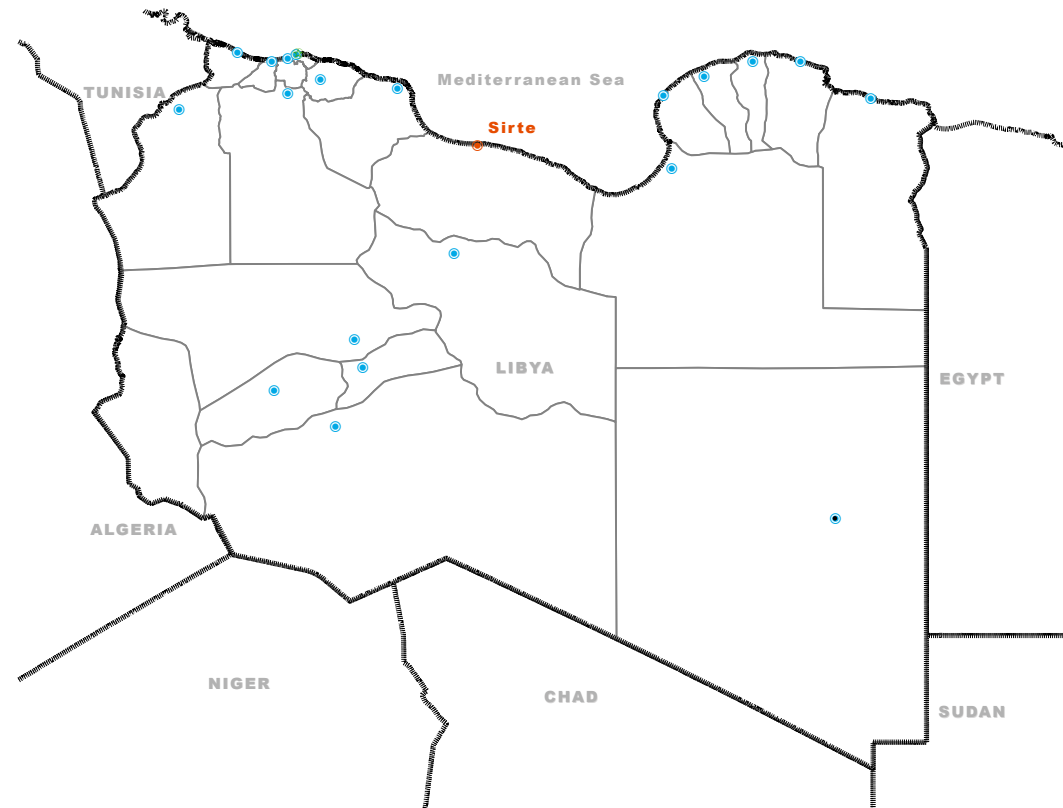 Mediterranean Sea
TUNISIA
Sirte
LIBYA
EGYPT
ALGERIA
NIGER
CHAD
SUDAN